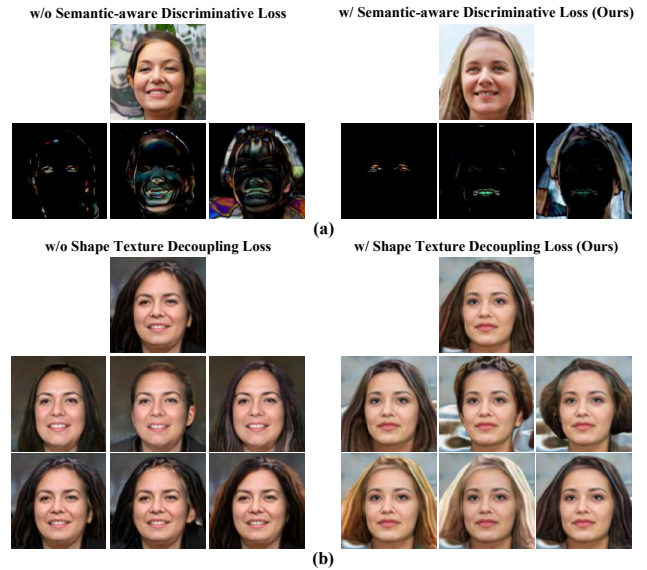 w/o Semantic-aware Discriminative Loss
w/ Semantic-aware Discriminative Loss (Ours)
(a)
w/o Shape Texture Decoupling Loss
w/ Shape Texture Decoupling Loss (Ours)
(b)